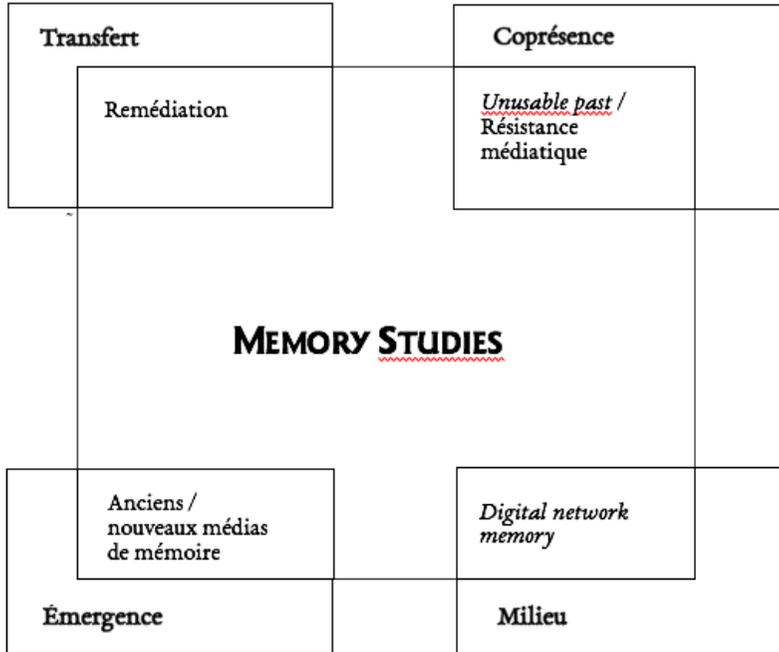 Transfert
Coprésence
Remédiation
Unusable past /
Résistance
médiatique
~
MEMORY STUDIES
Anciens /
nouveaux médias
de mémoire
Digital network
memory
Émergence
Milieu